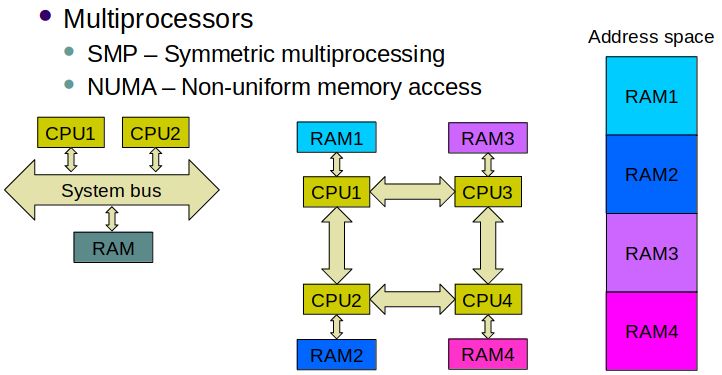 Multiprocessors
SMP – Symmetric multiprocessing
NUMA – Non-uniform memory access
CPU1 CPU2
System bus
RAM
RAM1 RAM3
CPU1 CPU3
CPU2 CPU4
RAM2 RAM4
Address space
RAM1
RAM2
RAM3
RAM4